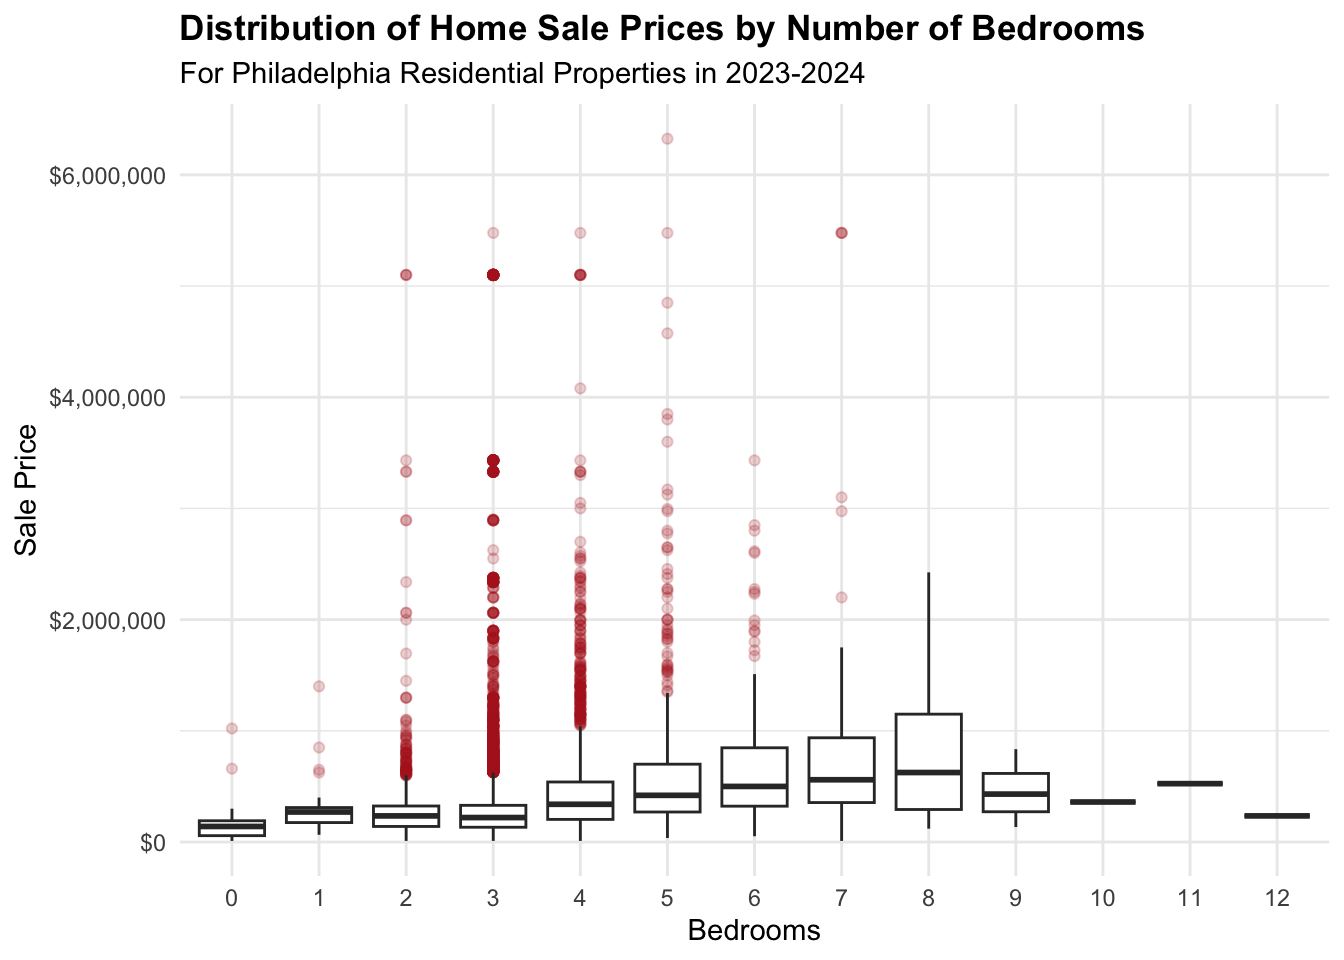 Distribution of Home Sale Prices by Number of Bedrooms
For Philadelphia Residential Properties in 2023-2024
$6,000,000
$4,000,000
$2,000,000
$0
Sale Price
0 1 2 3 4 5 6 7 8 9 10 11 12
Bedrooms